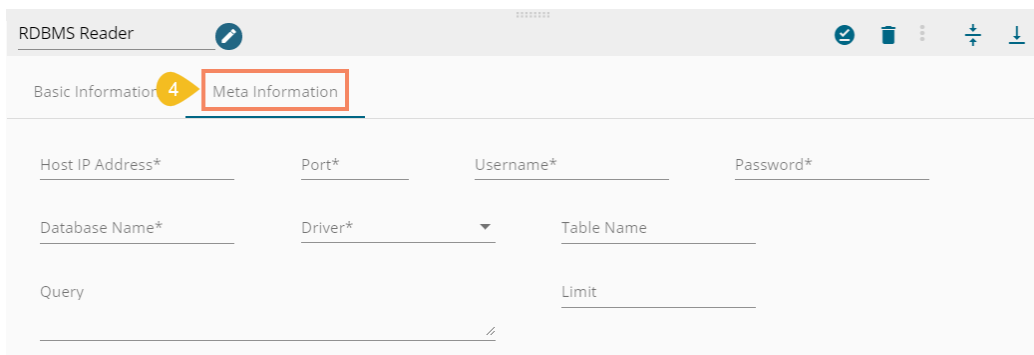 RDBMS Reader
Basic Information 4 Meta Information
Host IP Address* Port* Username* Password*
Database Name* Driver* Table Name
Query Limit